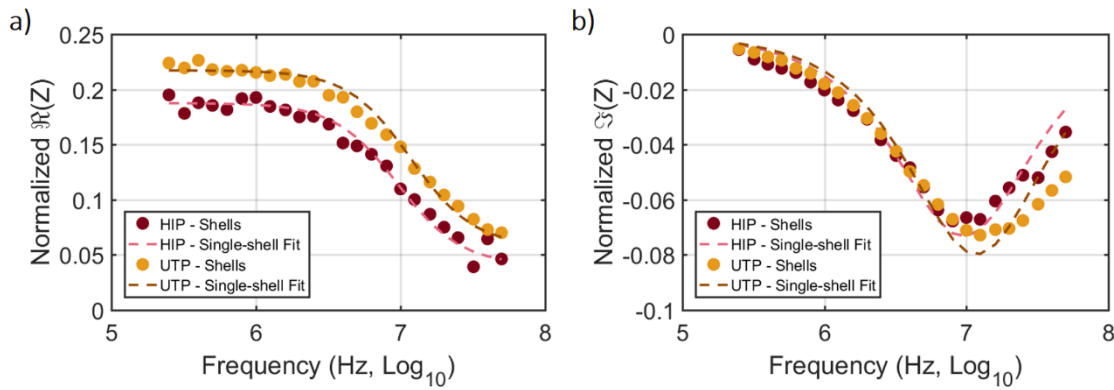 a)
0.25
0.2
0.15
0.1
0.05
0
Normalized ℜ(Z)
HIP - Shells
HIP - Single-shell Fit
UTP - Shells
UTP - Single-shell Fit
5
6
7
8
Frequency (Hz, Log₁₀)
b)
0
-0.02
-0.04
-0.06
-0.08
-0.1
Normalized ℑ(Z)
HIP - Shells
HIP - Single-shell Fit
UTP - Shells
UTP - Single-shell Fit
5
6
7
8
Frequency (Hz, Log₁₀)